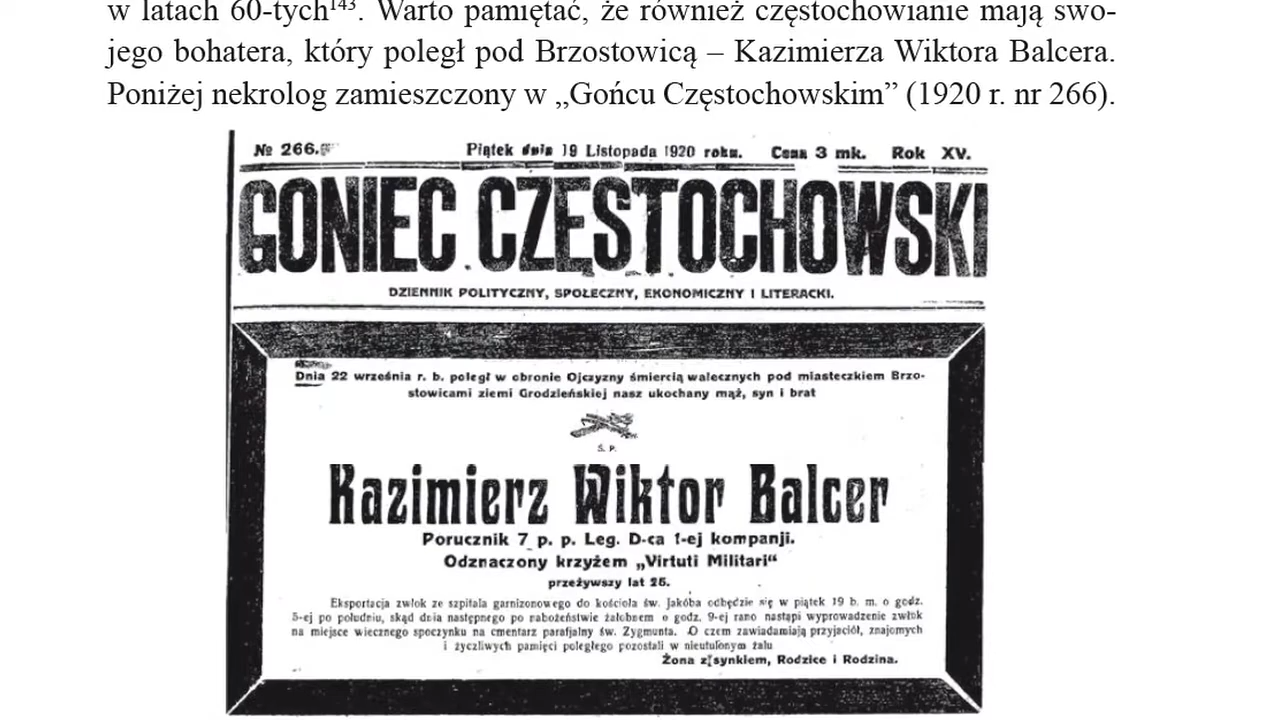 w latach 60-tych¹⁴³. Warto pamiętać, że również częstochowianie mają swo-
jego bohatera, który poległ pod Brzostowicą – Kazimierza Wiktora Balcera.
Poniżej nekrolog zamieszczony w „Gońcu Częstochowskim” (1920 r. nr 266).
№ 266. Piątek dnia 19 Listopada 1920 roku. Cena 3 mk. Rok XV.
GONIEC CZĘSTOCHOWSKI
DZIENNIK POLITYCZNY, SPOŁECZNY, EKONOMICZNY I LITERACKI.
Dnia 22 września r. b. poległ w obronie Ojczyzny śmiercią walecznych pod miasteczkiem Brzo-
stowicami ziemi Grodzieńskiej nasz ukochany mąż, syn i brat
Ś. P.
Kazimierz Wiktor Balcer
Porucznik 7 p. p. Leg. D-ca 1-ej kompanji.
Odznaczony krzyżem „Virtuti Militari“
przeżywszy lat 26.
Eksportacja zwłok ze szpitala garnizonowego do kościoła św. Jakóba odbędzie się w piątek 19 b. m. o godz.
5-ej po południu, skąd dnia następnego po nabożeństwie żałobnem o godz. 9-ej rano nastąpi wyprowadzenie zwłok
na miejsce wiecznego spoczynku na cmentarz parafjalny św. Zygmunta. O czem zawiadamiają przyjaciół, znajomych
i życzliwych pamięci poległego pozostali w nieutulonym żalu
Żona z synkiem, Rodzice i Rodzina.